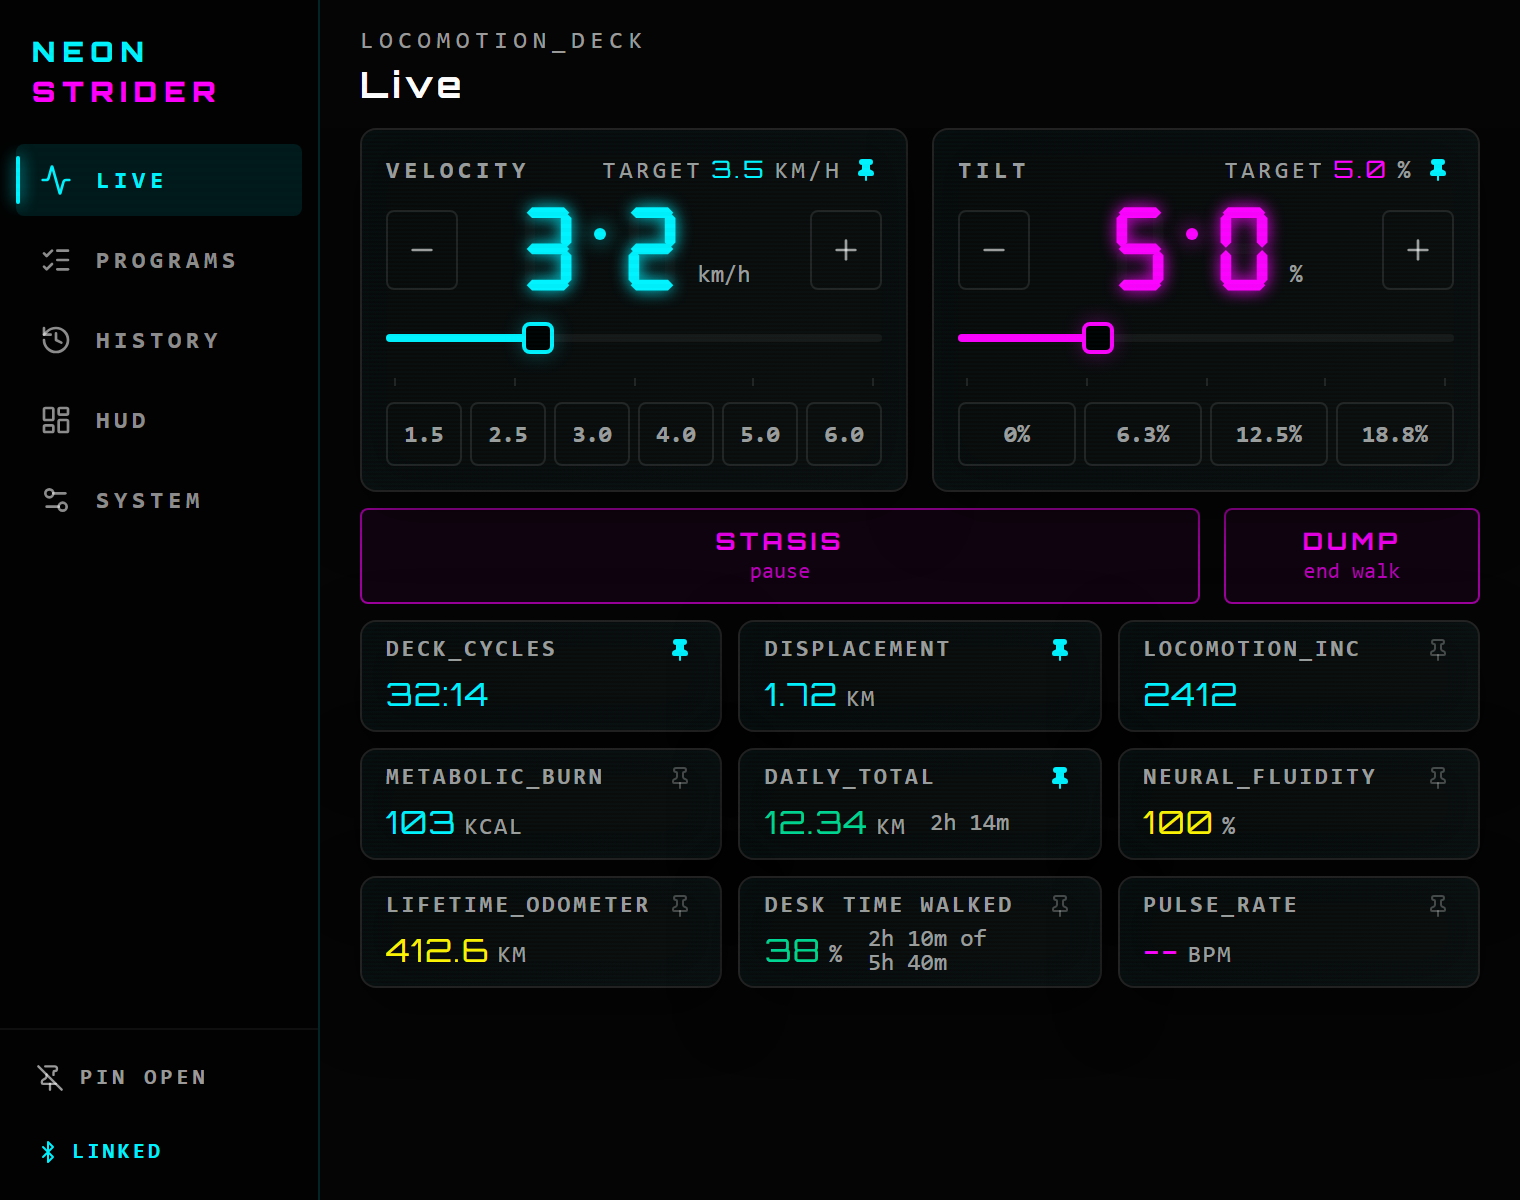 NEON
STRIDER
LIVE
PROGRAMS
HISTORY
HUD
SYSTEM
PIN OPEN
LINKED
LOCOMOTION_DECK
Live
VELOCITY TARGET 3.5 KM/H
3.2 km/h
1.5 2.5 3.0 4.0 5.0 6.0
TILT TARGET 5.0 %
5.0 %
0% 6.3% 12.5% 18.8%
STASIS
pause
DUMP
end walk
DECK_CYCLES
32:14
DISPLACEMENT
1.72 KM
LOCOMOTION_INC
2412
METABOLIC_BURN
103 KCAL
DAILY_TOTAL
12.34 KM 2h 14m
NEURAL_FLUIDITY
100 %
LIFETIME_ODOMETER
412.6 KM
DESK TIME WALKED
38 % 2h 10m of
5h 40m
PULSE_RATE
-- BPM